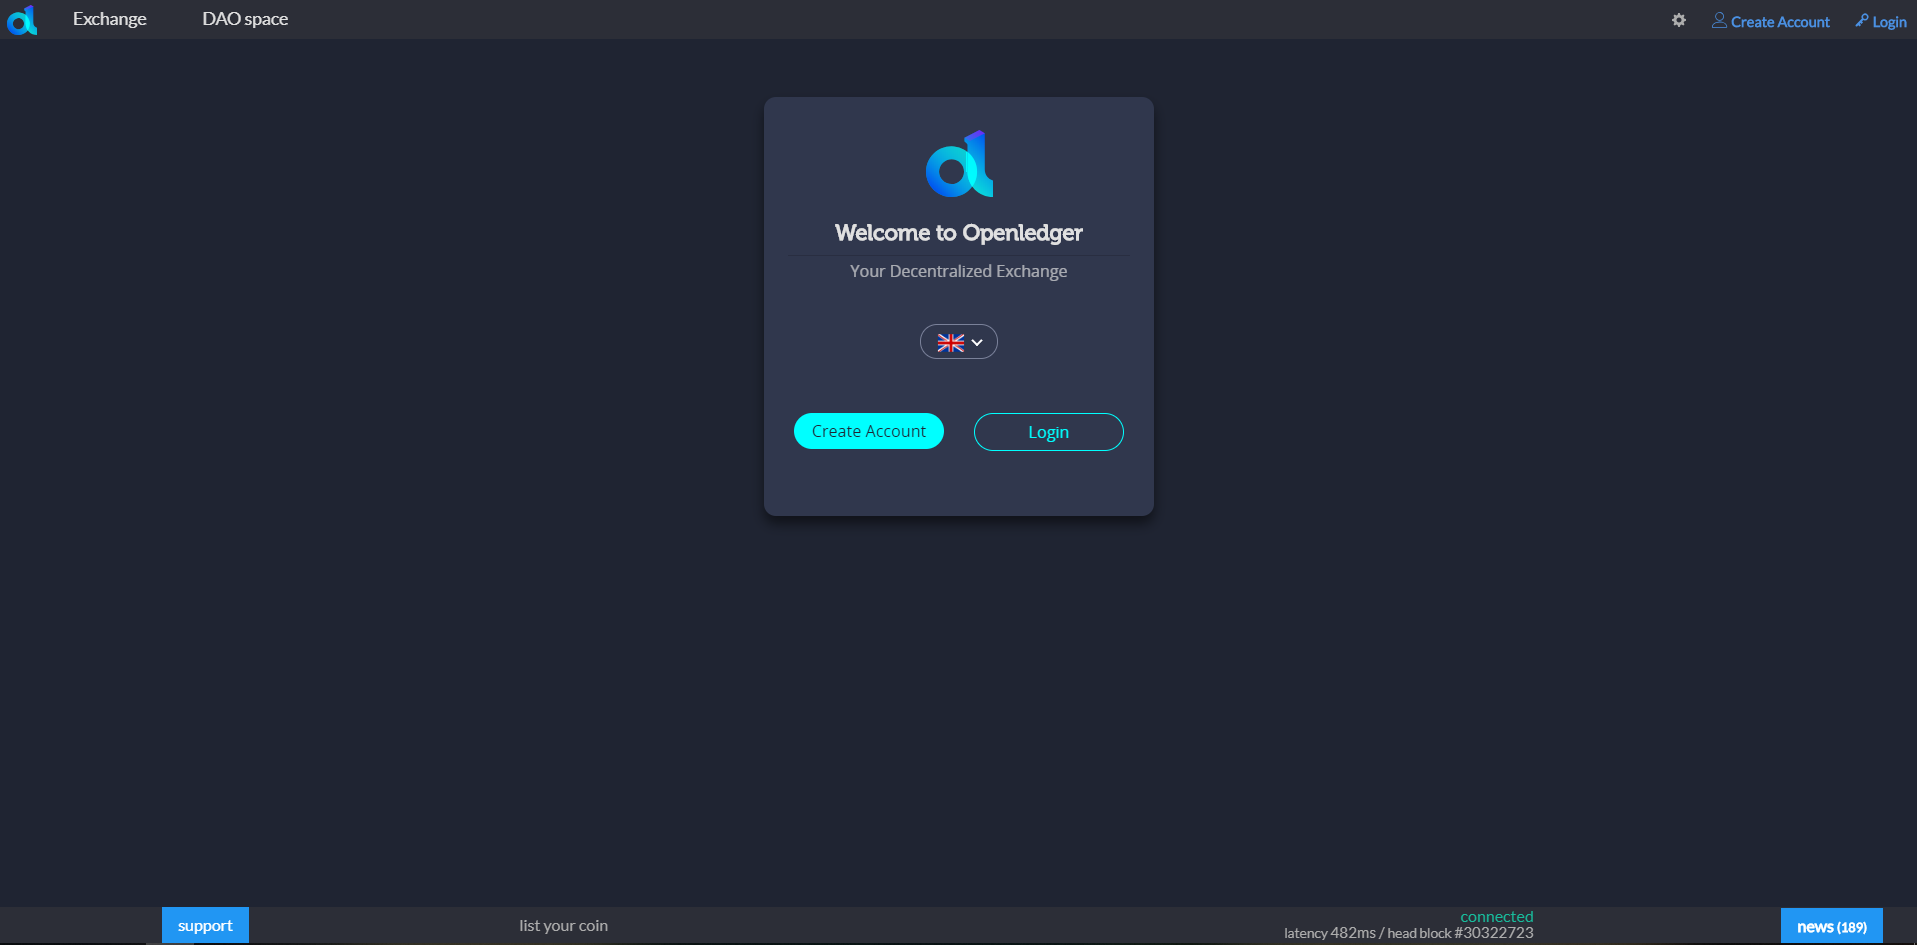 Exchange DAO space Create Account Login
Welcome to Openledger
Your Decentralized Exchange
Create Account Login
support list your coin connected
latency 482ms / head block #30322723
news (189)